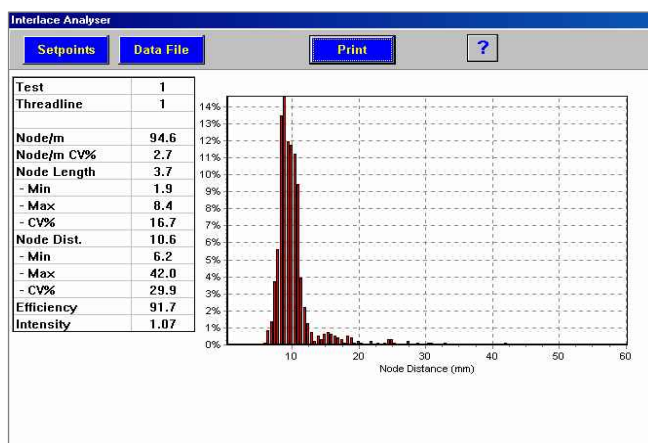 Interlace Analyser
Setpoints Data File Print ?
Test 1
Threadline 1
Node/m 94.6
Node/m CV% 2.7
Node Length 3.7
- Min 1.9
- Max 8.4
- CV% 16.7
Node Dist. 10.6
- Min 6.2
- Max 42.0
- CV% 29.9
Efficiency 91.7
Intensity 1.07
14%
13%
12%
11%
10%
9%
8%
7%
6%
5%
4%
3%
2%
1%
0%
10 20 30 40 50 60
Node Distance (mm)